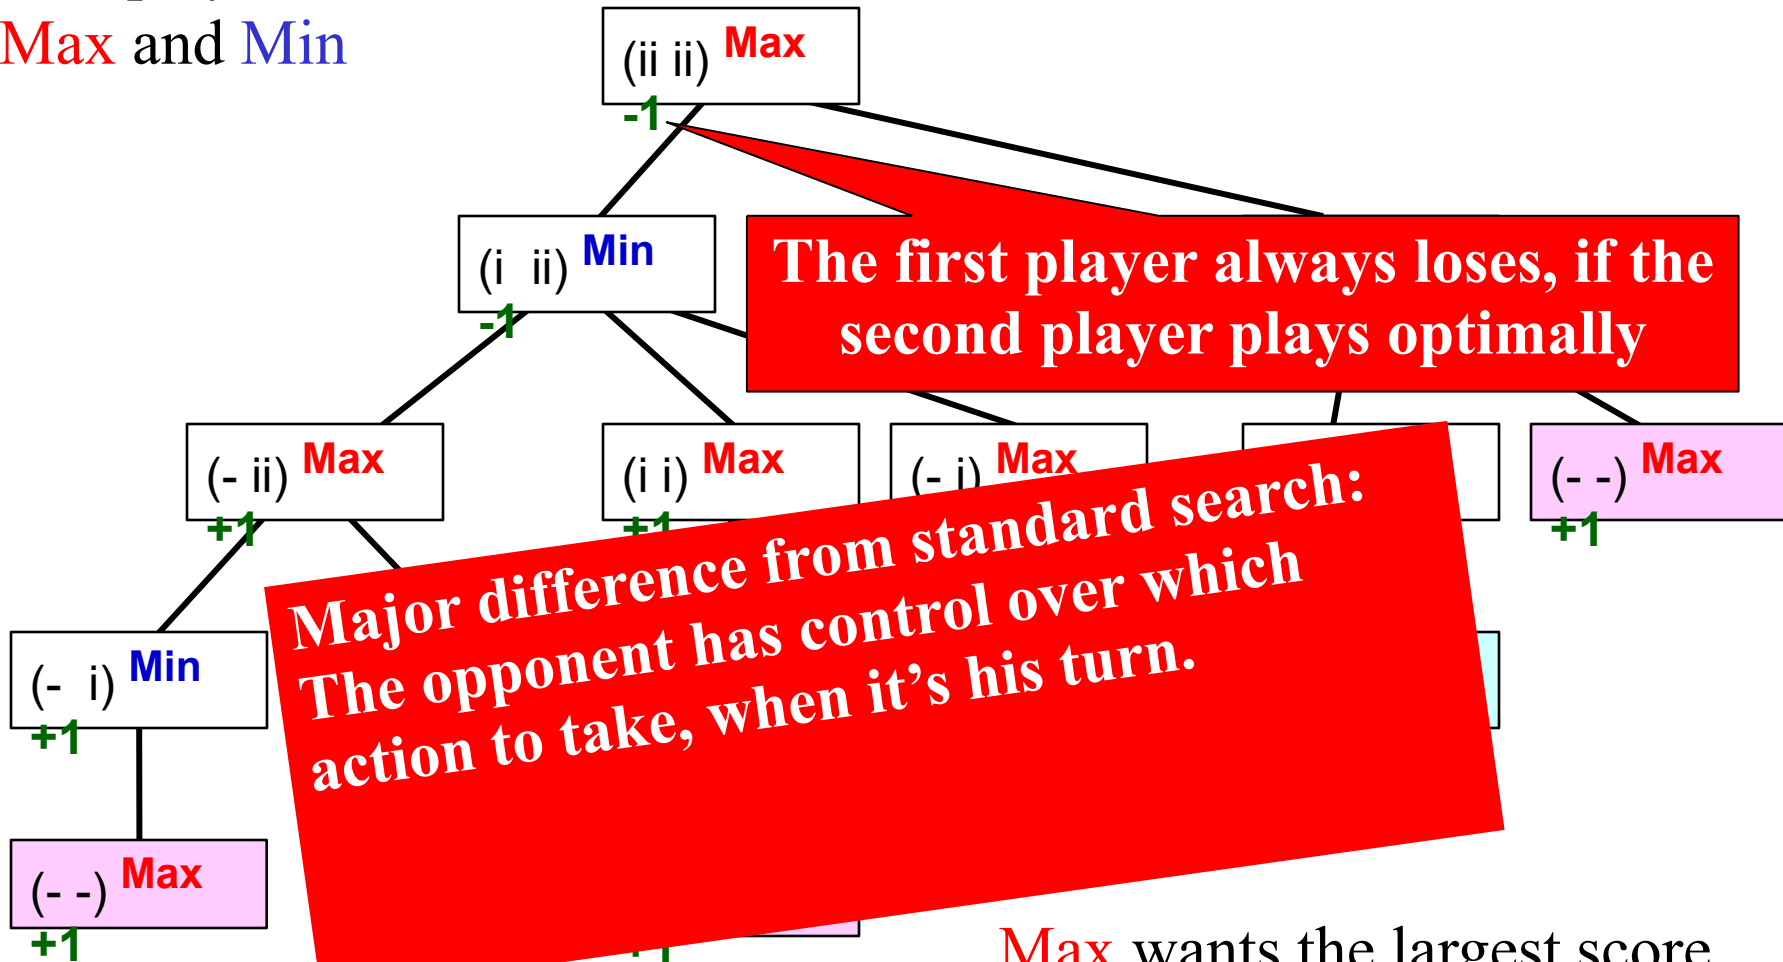 Max and Min
(ii ii) Max
-1
(i ii) Min
-1
The first player always loses, if the
second player plays optimally
(- ii) Max
+1
(i i) Max
+1
(- i) Max
(- -) Max
+1
Major difference from standard search:
The opponent has control over which
action to take, when it's his turn.
(- i) Min
+1
(- -) Max
+1
+1
Max wants the largest score